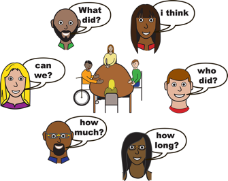 What
did?
i think
can
we?
who
did?
how
much?
how
long?